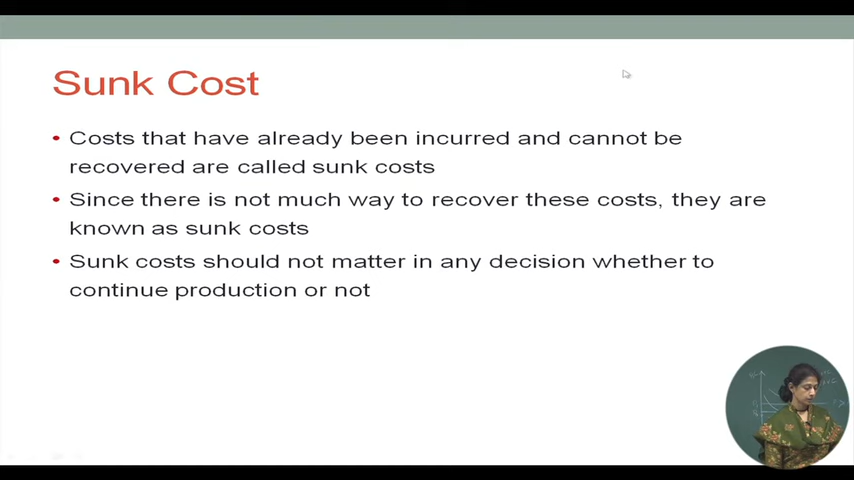 Sunk Cost
• Costs that have already been incurred and cannot be
recovered are called sunk costs
• Since there is not much way to recover these costs, they are
known as sunk costs
• Sunk costs should not matter in any decision whether to
continue production or not